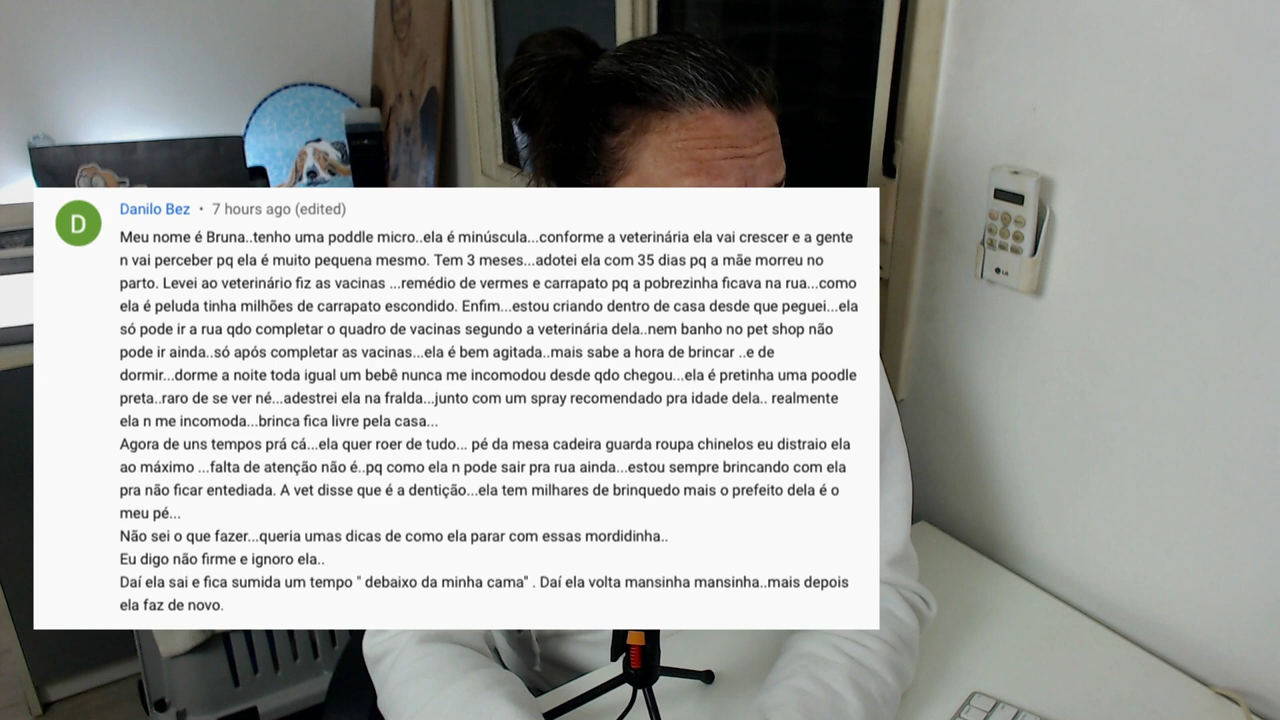 D
Danilo Bez • 7 hours ago (edited)
Meu nome é Bruna..tenho uma poddle micro..ela é minúscula...conforme a veterinária ela vai crescer e a gente
n vai perceber pq ela é muito pequena mesmo. Tem 3 meses...adotei ela com 35 dias pq a mãe morreu no
parto. Levei ao veterinário fiz as vacinas ...remédio de vermes e carrapato pq a pobrezinha ficava na rua...como
ela é peluda tinha milhões de carrapato escondido. Enfim...estou criando dentro de casa desde que peguei...ela
só pode ir a rua qdo completar o quadro de vacinas segundo a veterinária dela..nem banho no pet shop não
pode ir ainda..só após completar as vacinas...ela é bem agitada..mais sabe a hora de brincar ..e de
dormir...dorme a noite toda igual um bebê nunca me incomodou desde qdo chegou...ela é pretinha uma poodle
preta..raro de se ver né...adestrei ela na fralda...junto com um spray recomendado pra idade dela.. realmente
ela n me incomoda...brinca fica livre pela casa...
Agora de uns tempos prá cá...ela quer roer de tudo... pé da mesa cadeira guarda roupa chinelos eu distraio ela
ao máximo ...falta de atenção não é..pq como ela n pode sair pra rua ainda...estou sempre brincando com ela
pra não ficar entediada. A vet disse que é a dentição...ela tem milhares de brinquedo mais o prefeito dela é o
meu pé...
Não sei o que fazer...queria umas dicas de como ela parar com essas mordidinha..
Eu digo não firme e ignoro ela..
Daí ela sai e fica sumida um tempo " debaixo da minha cama" . Daí ela volta mansinha mansinha..mais depois
ela faz de novo.
LG